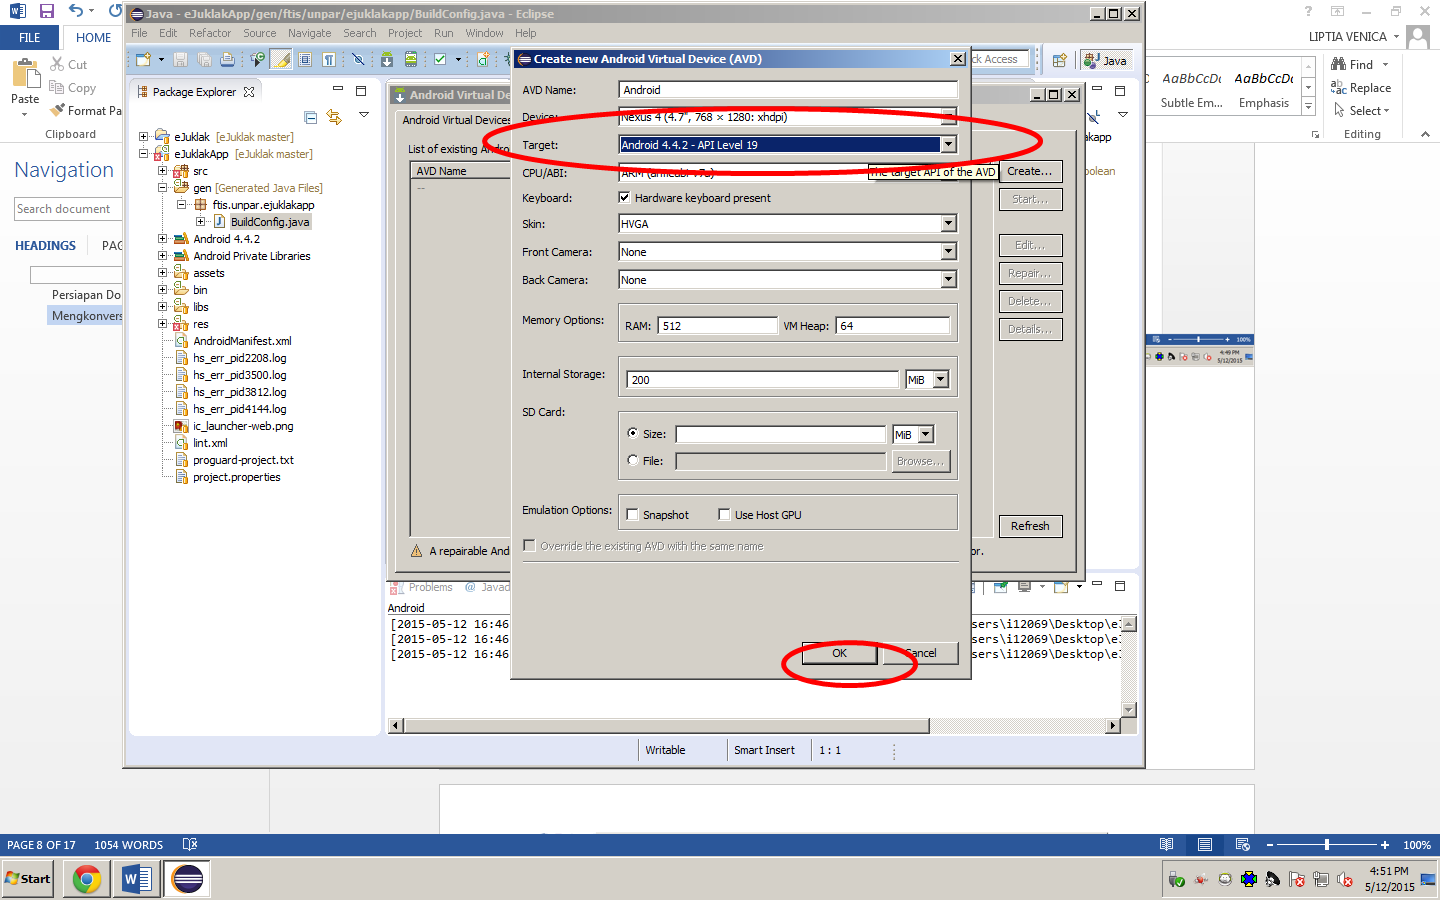 Java - eJuklakApp/gen/ftis/unpar/ejuklakapp/BuildConfig.java - Eclipse
File Edit Refactor Source Navigate Search Project Run Window Help
FILE HOME
LIPTIA VENICA
Cut
Copy
Format Pa
Paste
Clipboard
Navigation
Search document
HEADINGS PAG
Persiapan Do
Mengkonvers
Package Explorer
eJuklak [eJuklak master]
eJuklakApp [eJuklak master]
src
gen [Generated Java Files]
ftis.unpar.ejuklakapp
BuildConfig.java
Android 4.4.2
Android Private Libraries
assets
bin
libs
res
AndroidManifest.xml
hs_err_pid2208.log
hs_err_pid3500.log
hs_err_pid3812.log
hs_err_pid4144.log
ic_launcher-web.png
lint.xml
proguard-project.txt
project.properties
Android Virtual De
Android Virtual Devices
List of existing Andro
AVD Name
--
A repairable And
or.
Create new Android Virtual Device (AVD)
AVD Name: Android
Device: Nexus 4 (4.7", 768 × 1280: xhdpi)
Target: Android 4.4.2 - API Level 19
CPU/ABI: ARM (armeabi-v7a)
The target API of the AVD
Keyboard: Hardware keyboard present
Skin: HVGA
Front Camera: None
Back Camera: None
Memory Options: RAM: 512 VM Heap: 64
Internal Storage: 200 MiB
SD Card:
Size: MiB
File: Browse...
Emulation Options: Snapshot Use Host GPU
Override the existing AVD with the same name
OK Cancel
Create...
Start...
Edit...
Repair...
Delete...
Details...
Refresh
ck Access
Java
kapp
oolean
AaBbCcDc AaBbCcDc
Subtle Em... Emphasis
Find
Replace
Select
Editing
100%
4:49 PM
5/12/2015
Problems @ Javad
Android
[2015-05-12 16:46 sers\i12069\Desktop\eJ
[2015-05-12 16:46 sers\i12069\Desktop\eJ
[2015-05-12 16:46 sers\i12069\Desktop\eJ
Writable Smart Insert 1 : 1
PAGE 8 OF 17 1054 WORDS
100%
Start
4:51 PM
5/12/2015